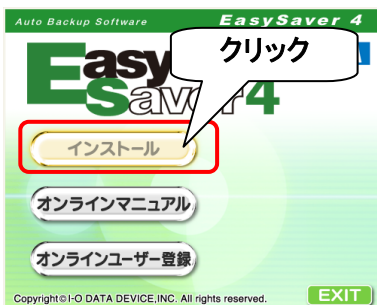 Auto Backup Software EasySaver 4
クリック
Easy
Saver4
インストール
オンラインマニュアル
オンラインユーザー登録
Copyright©I-O DATA DEVICE,INC. All rights reserved. EXIT